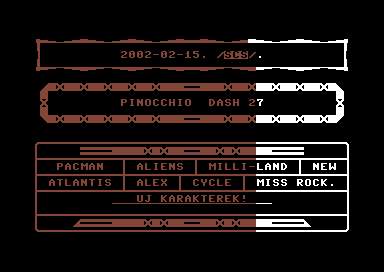 2002-02-15. /SCS/.
PINOCCHIO DASH 27
PACMAN ALIENS MILLI-LAND NEW
ATLANTIS ALEX CYCLE MISS ROCK.
UJ KARAKTEREK!